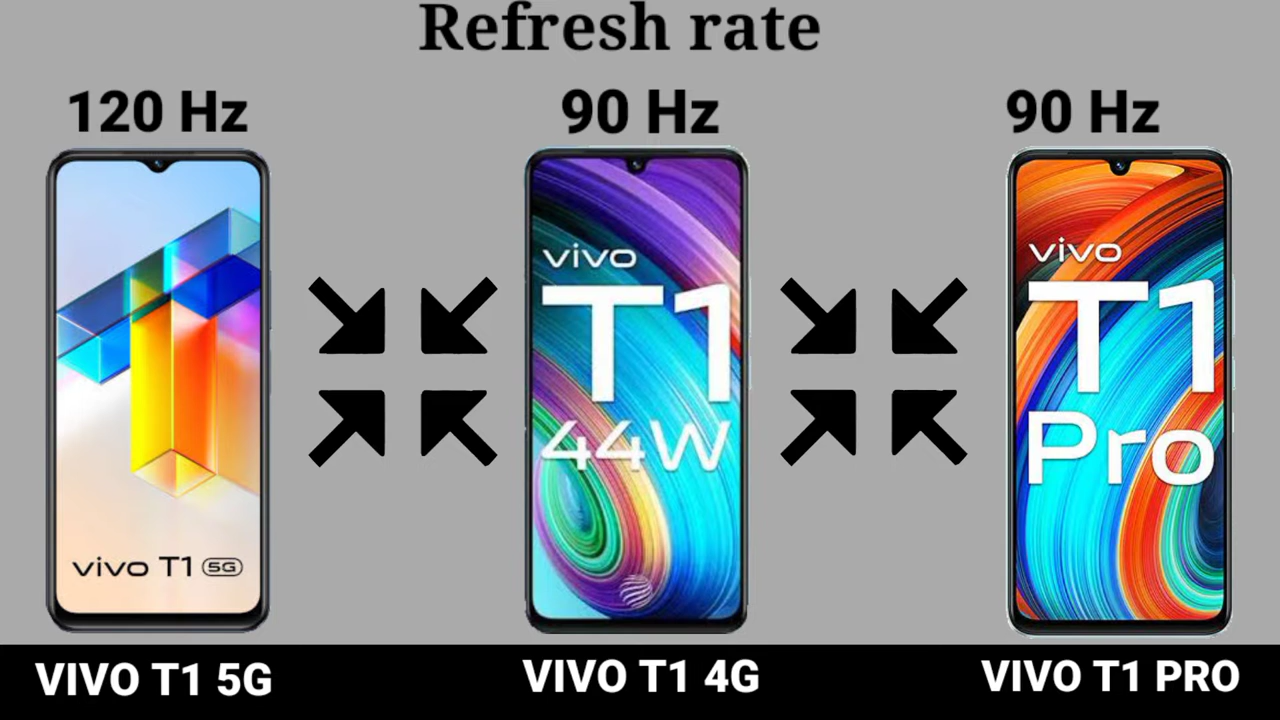 Refresh rate
120 Hz
90 Hz
90 Hz
vivo T1 5G
vivo
T1
44W
vivo
T1
Pro
VIVO T1 5G
VIVO T1 4G
VIVO T1 PRO